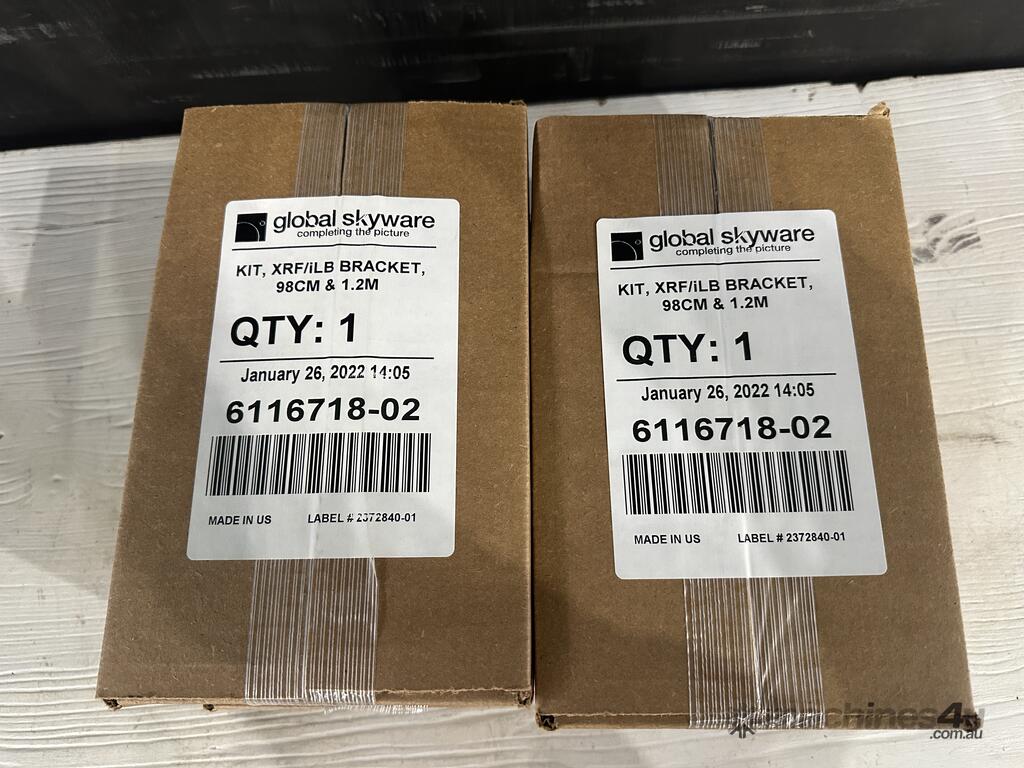 global skyware
completing the picture
KIT, XRF/iLB BRACKET,
98CM & 1.2M
QTY: 1
January 26, 2022 14:05
6116718-02
MADE IN US LABEL # 2372840-01
global skyware
completing the picture
KIT, XRF/iLB BRACKET,
98CM & 1.2M
QTY: 1
January 26, 2022 14:05
6116718-02
MADE IN US LABEL # 2372840-01
machines4u
.com.au